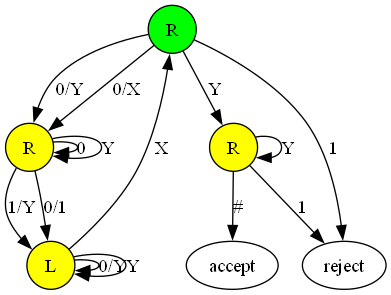 R
0/Y 0/X Y
R 0 Y R Y 1
1/Y 0/1 X # 1
L 0/Y Y accept reject